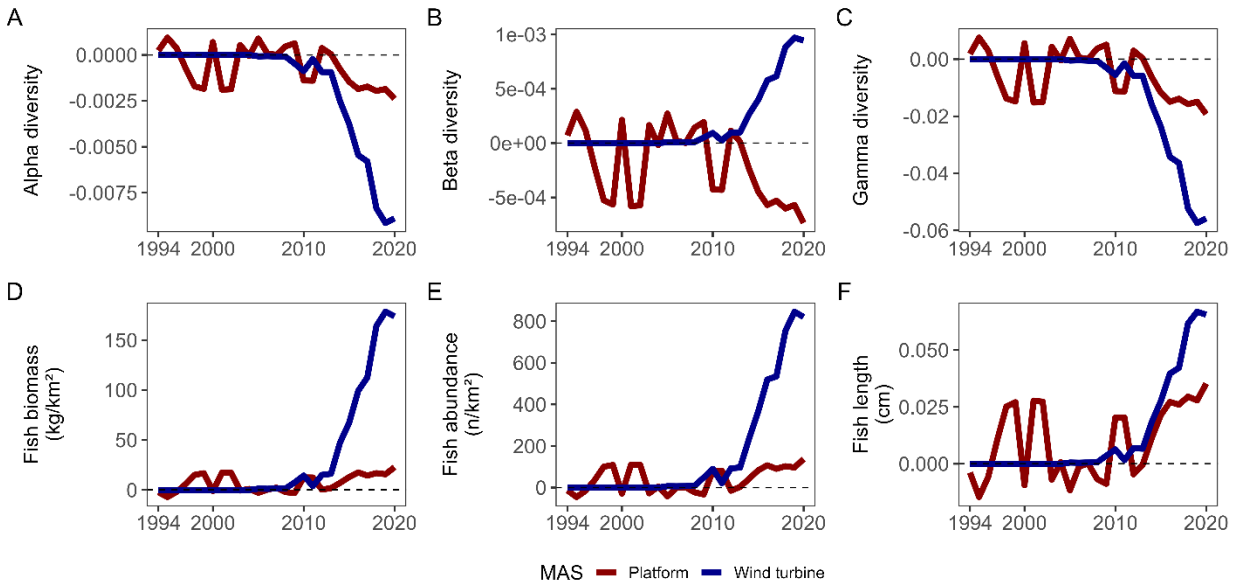 A
Alpha diversity
0.0000
-0.0025
-0.0050
-0.0075
1994 2000 2010 2020
B
Beta diversity
1e-03
5e-04
0e+00
-5e-04
1994 2000 2010 2020
C
Gamma diversity
0.00
-0.02
-0.04
-0.06
1994 2000 2010 2020
D
Fish biomass
(kg/km²)
150
100
50
0
1994 2000 2010 2020
E
Fish abundance
(n/km²)
800
600
400
200
0
1994 2000 2010 2020
F
Fish length
(cm)
0.050
0.025
0.000
1994 2000 2010 2020
MAS Platform Wind turbine